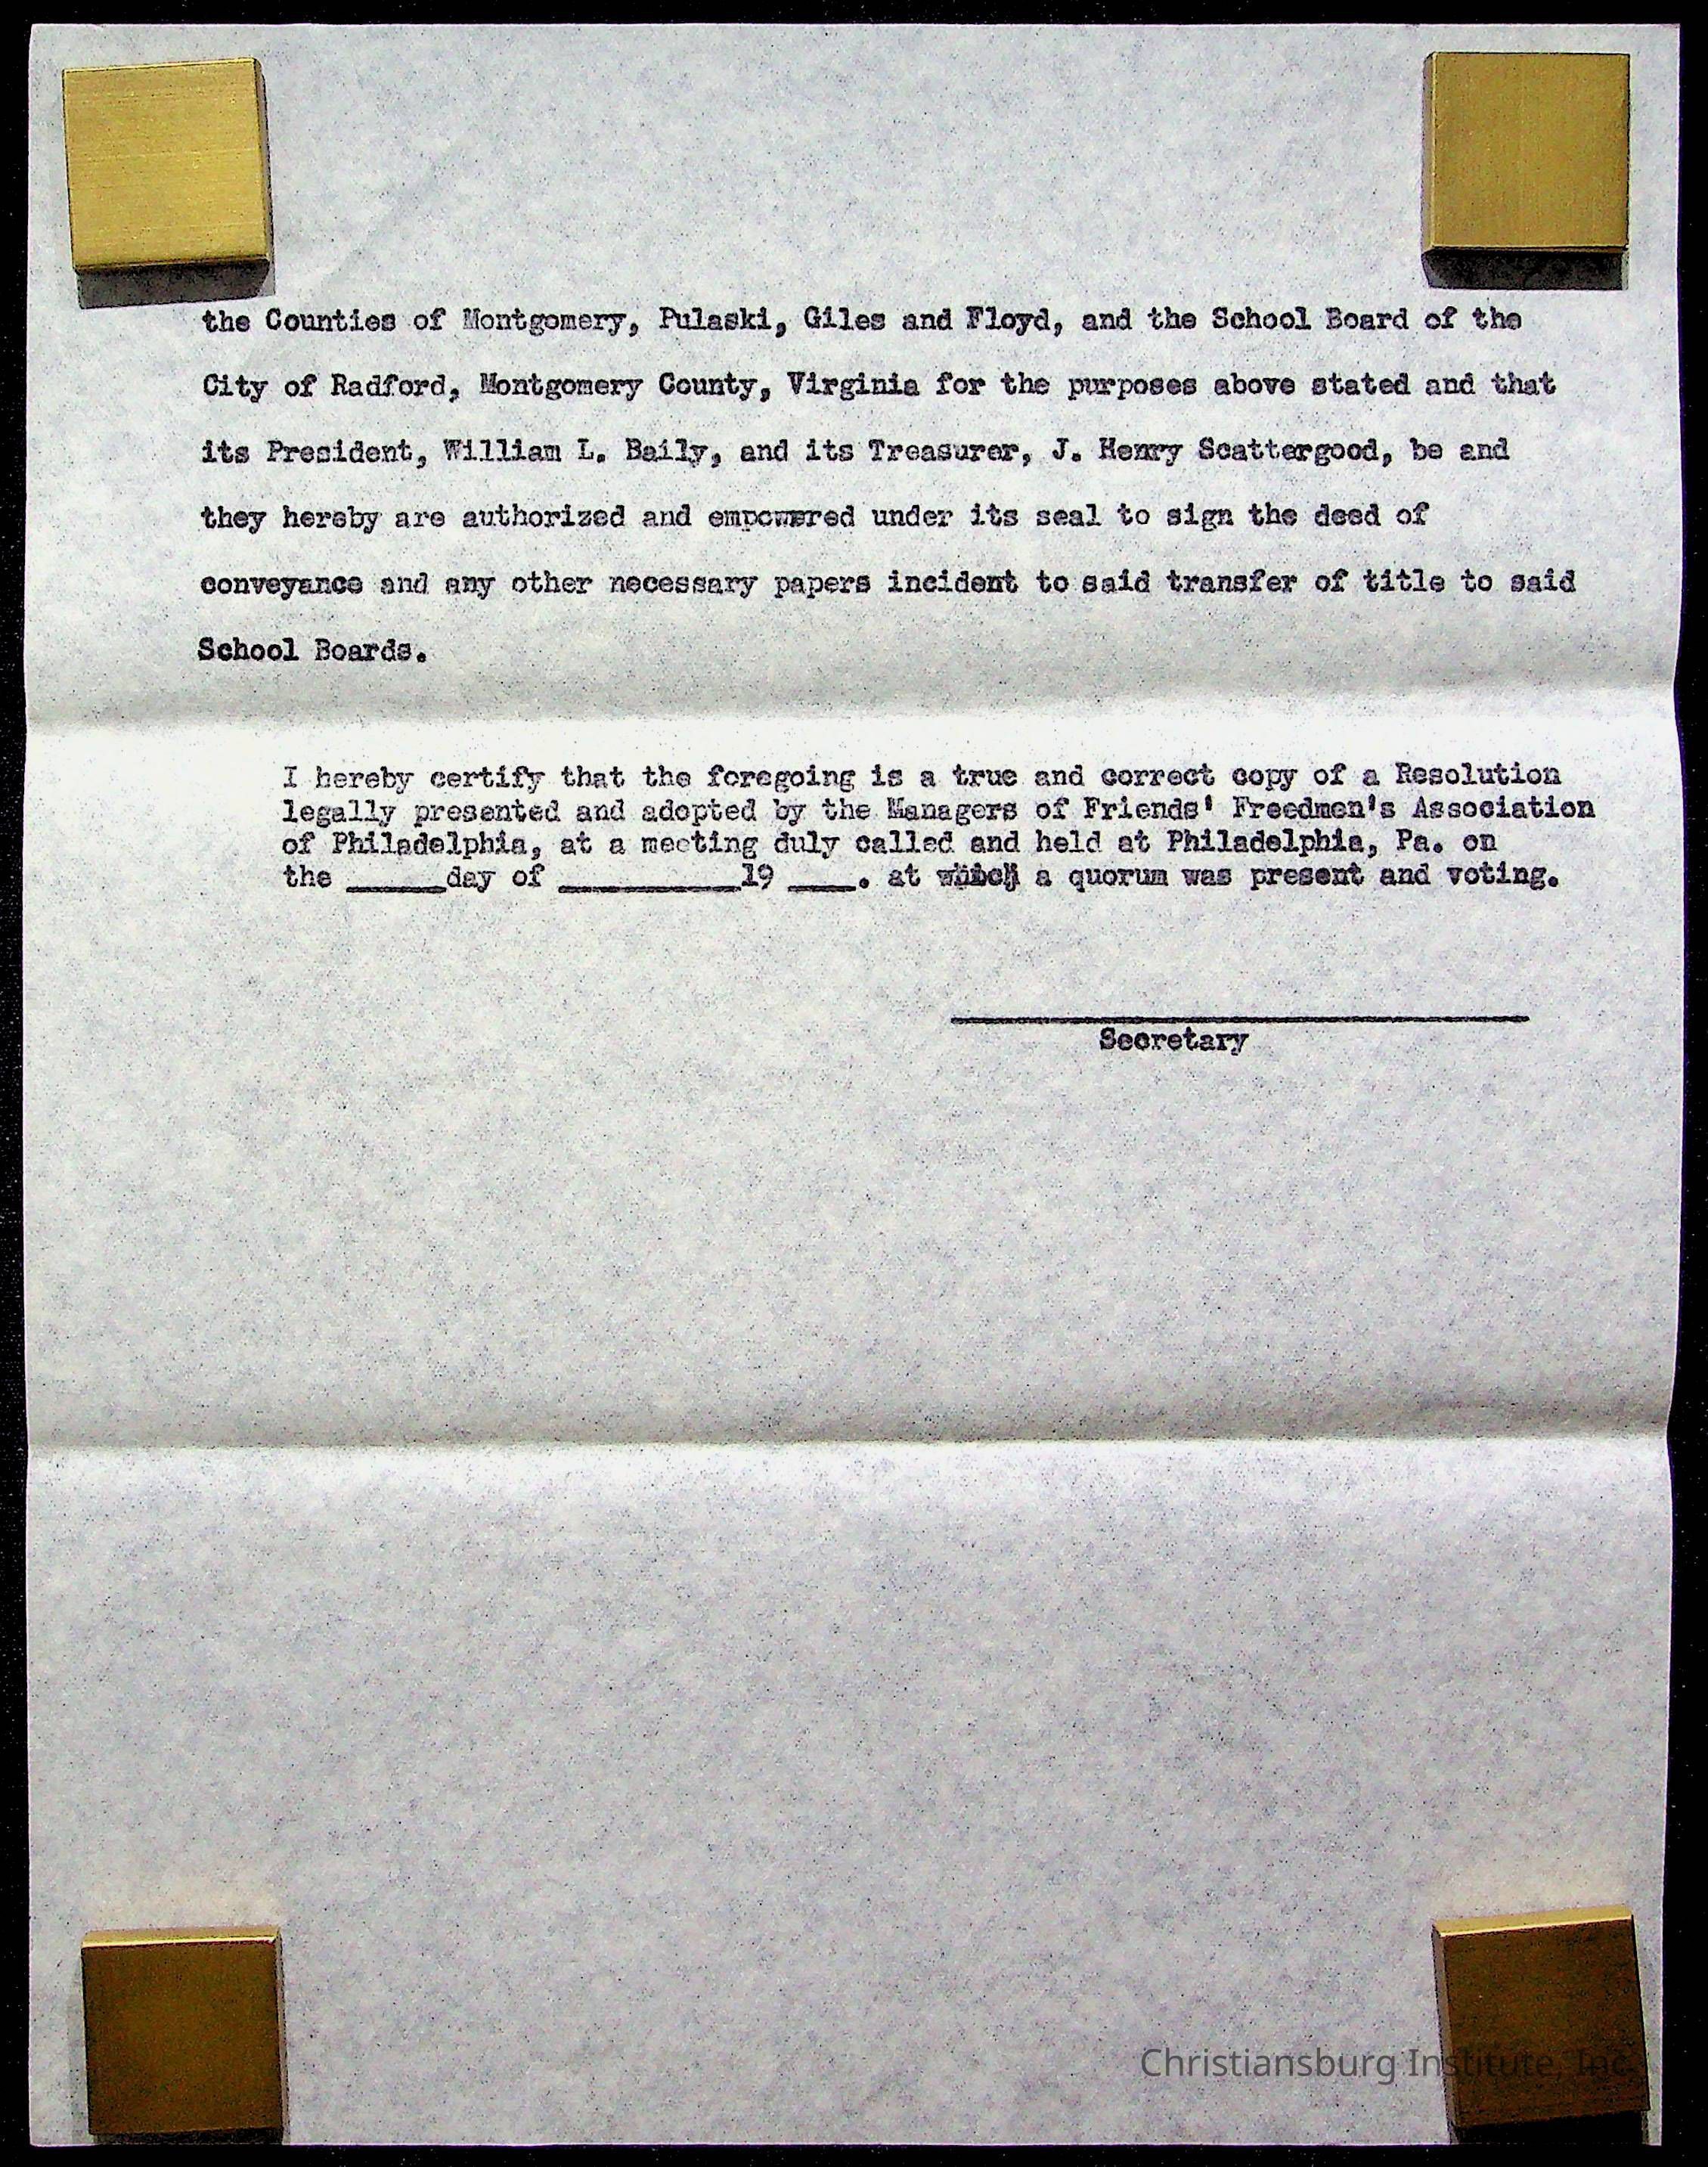 the Counties of Montgomery, Pulaski, Giles and Floyd, and the School Board of the
City of Radford, Montgomery County, Virginia for the purposes above stated and that
its President, William L. Baily, and its Treasurer, J. Henry Scattergood, be and
they hereby are authorized and empowered under its seal to sign the deed of
conveyance and any other necessary papers incident to said transfer of title to said
School Boards.
I hereby certify that the foregoing is a true and correct copy of a Resolution
legally presented and adopted by the Managers of Friends' Freedmen's Association
of Philadelphia, at a meeting duly called and held at Philadelphia, Pa. on
the ______day of ___________19 ____. at which a quorum was present and voting.
Secretary
Christiansburg Institute, Inc.